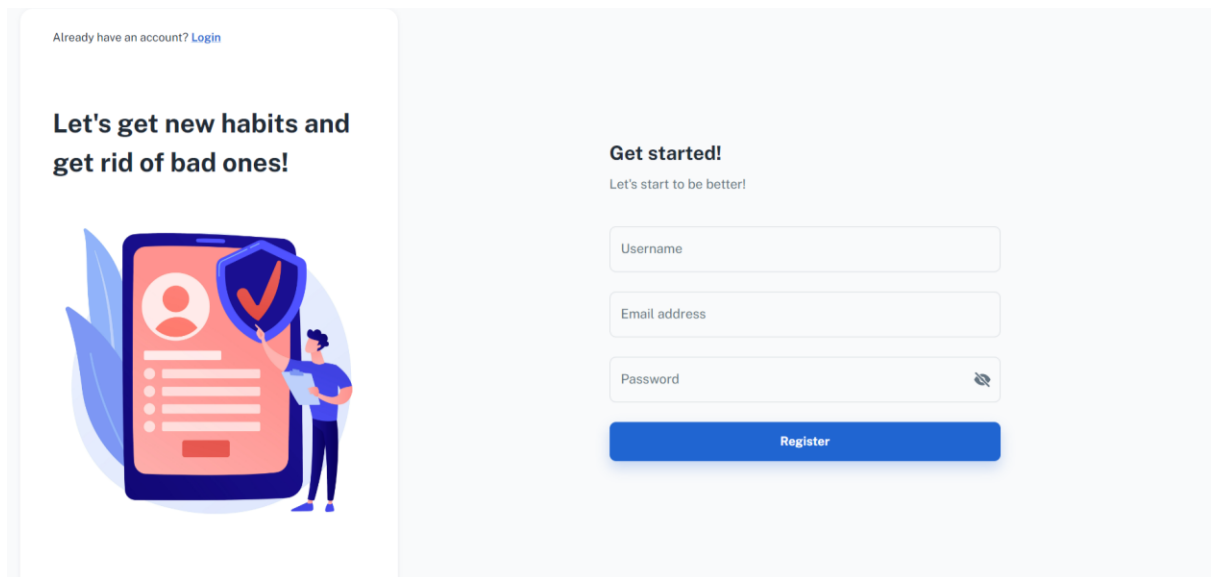 Already have an account? Login
Let's get new habits and
get rid of bad ones!
Get started!
Let's start to be better!
Username
Email address
Password
Register